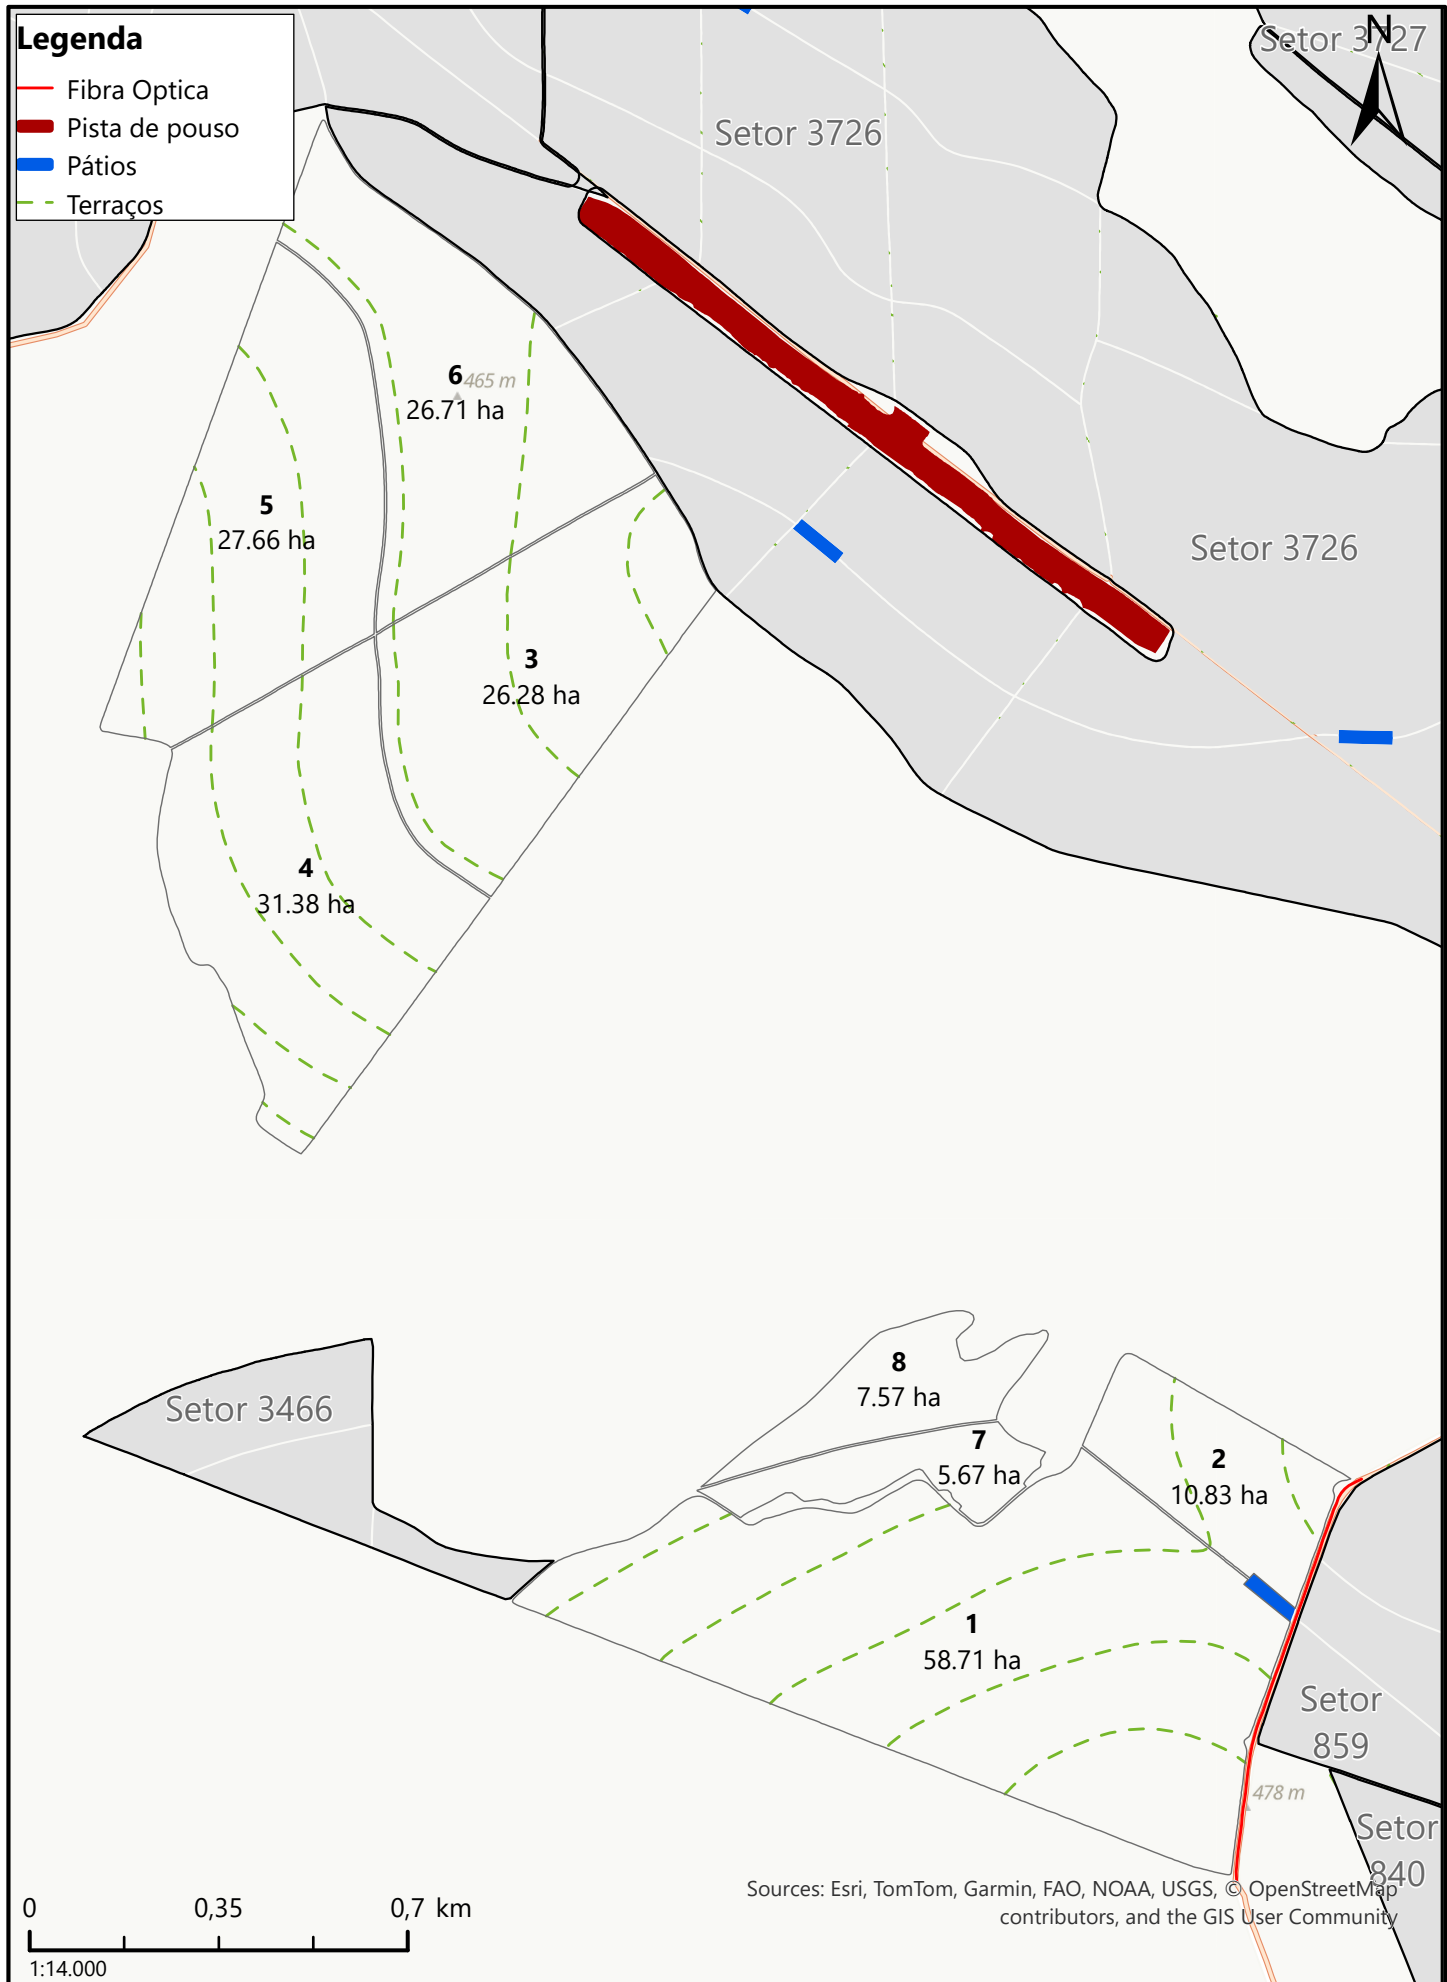 Legenda
Fibra Optica
Pista de pouso
Pátios
Terraços
N
Setor 3727
Setor 3726
6
465 m
26.71 ha
5
27.66 ha
Setor 3726
3
26.28 ha
4
31.38 ha
8
7.57 ha
Setor 3466
7
5.67 ha
2
10.83 ha
1
58.71 ha
Setor
859
478 m
Setor
840
Sources: Esri, TomTom, Garmin, FAO, NOAA, USGS, © OpenStreetMap
contributors, and the GIS User Community
0 0,35 0,7 km
1:14.000